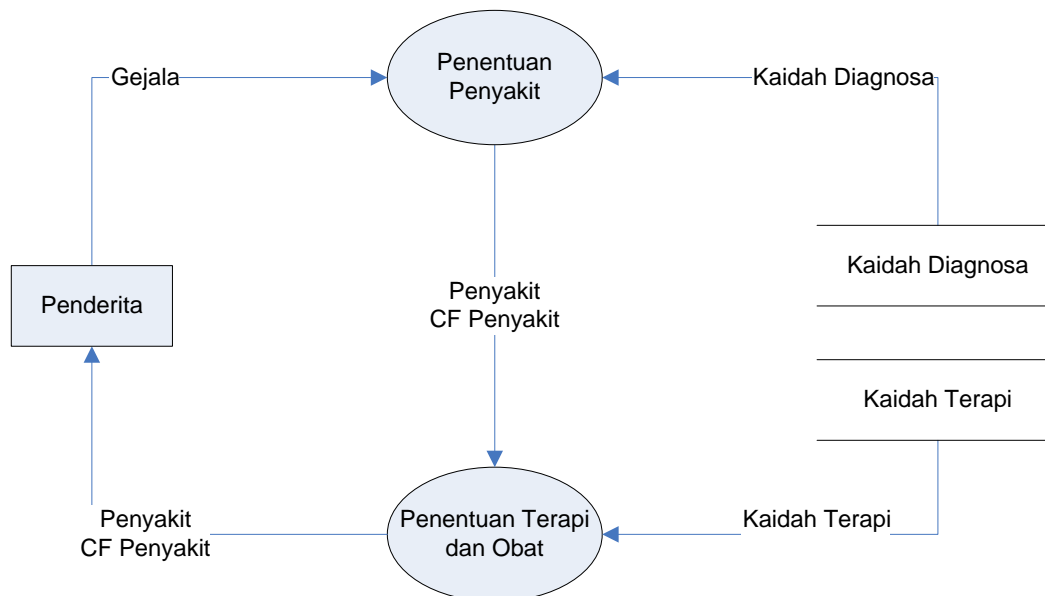 Penentuan
Penyakit
Gejala
Kaidah Diagnosa
Kaidah Diagnosa
Penderita
Penyakit
CF Penyakit
Kaidah Terapi
Penyakit
CF Penyakit
Penentuan Terapi
dan Obat
Kaidah Terapi